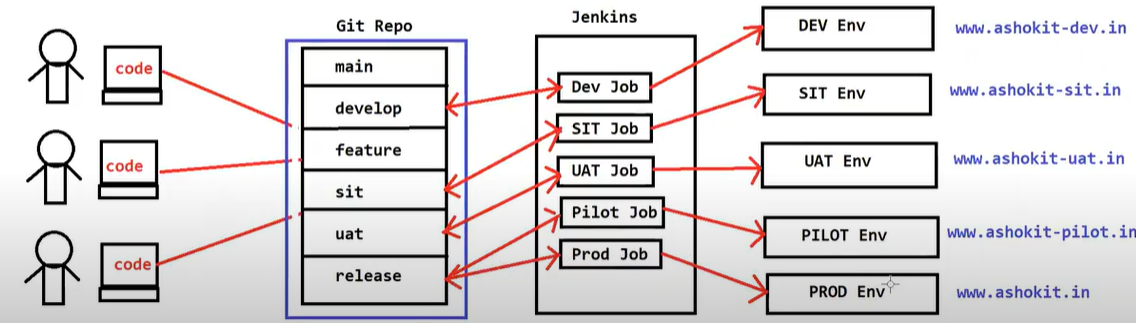 code
code
code
Git Repo
main
develop
feature
sit
uat
release
Jenkins
Dev Job
SIT Job
UAT Job
Pilot Job
Prod Job
DEV Env
SIT Env
UAT Env
PILOT Env
PROD Env
www.ashokit-dev.in
www.ashokit-sit.in
www.ashokit-uat.in
www.ashokit-pilot.in
www.ashokit.in